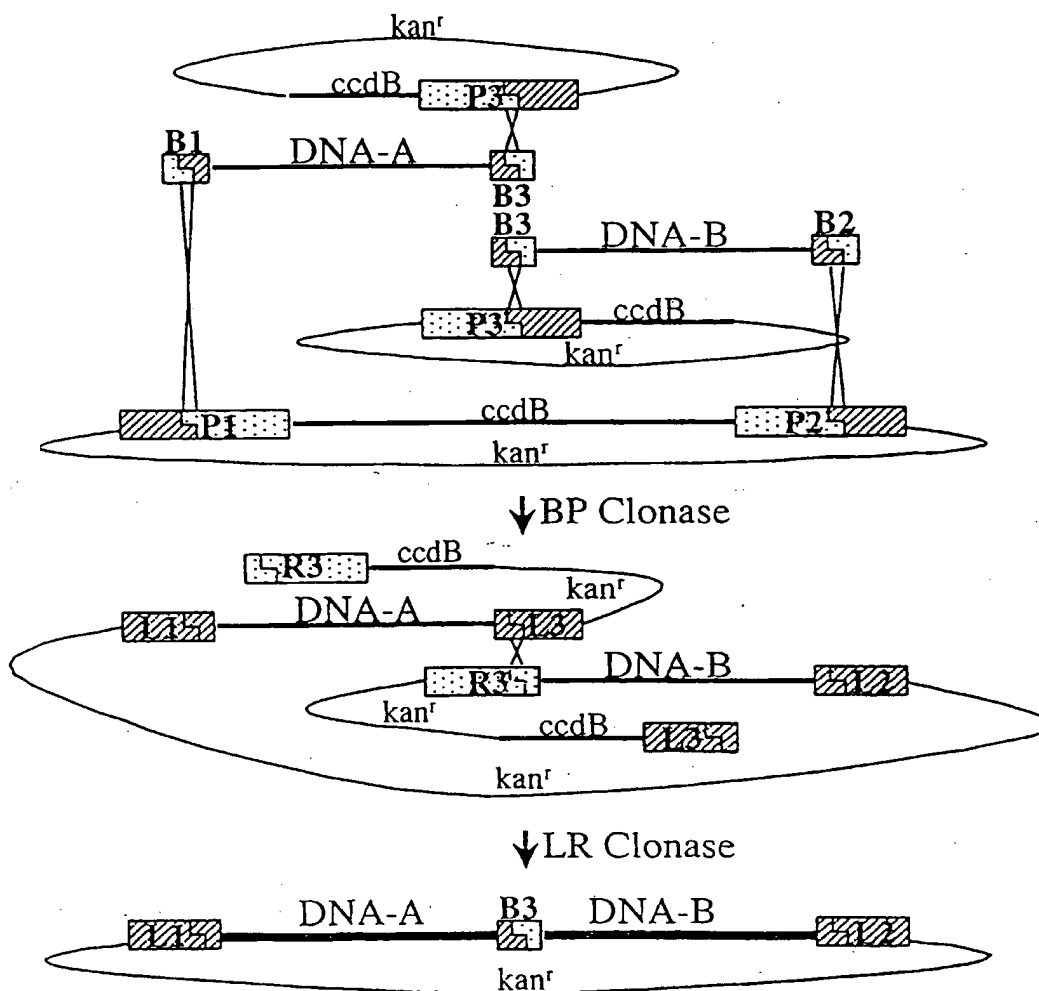 kanʳ
ccdB
P3
B1 DNA-A
B3
B3 DNA-B B2
P3 ccdB
kanʳ
P1 ccdB P2
kanʳ
BP Clonase
R3 ccdB
kanʳ
L1 DNA-A L3
R3 DNA-B L2
kanʳ
ccdB L3
kanʳ
LR Clonase
L1 DNA-A B3 DNA-B L2
kanʳ